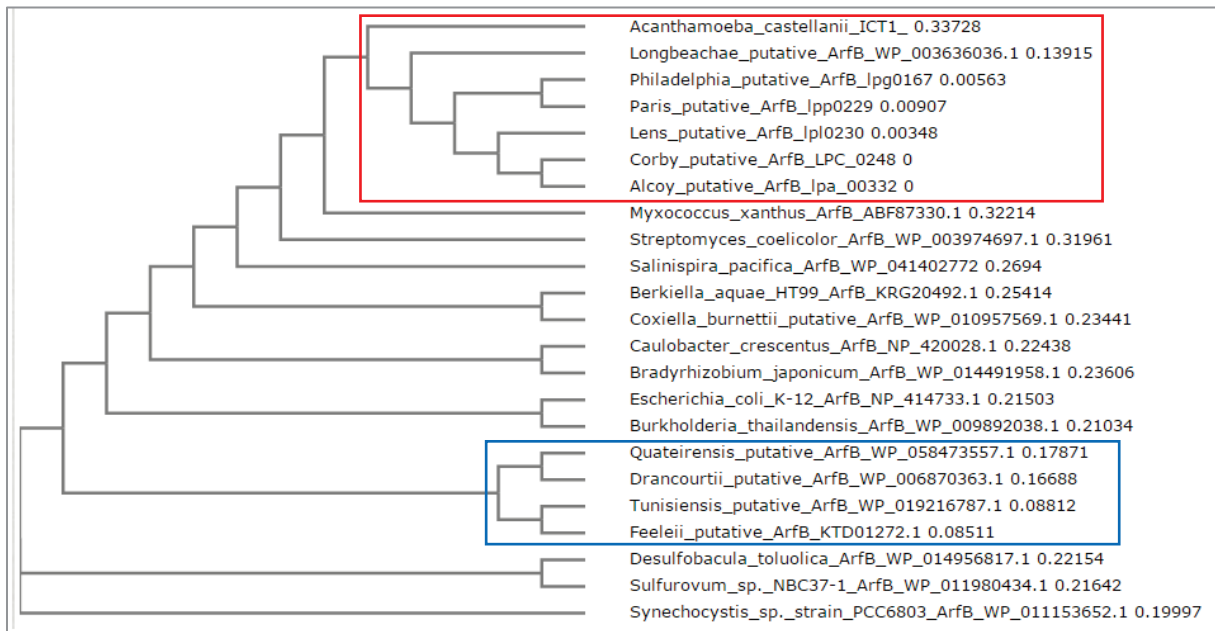 Acanthamoeba_castellanii_ICT1_ 0.33728
Longbeachae_putative_ArfB_WP_003636036.1 0.13915
Philadelphia_putative_ArfB_lpg0167 0.00563
Paris_putative_ArfB_lpp0229 0.00907
Lens_putative_ArfB_lpl0230 0.00348
Corby_putative_ArfB_LPC_0248 0
Alcoy_putative_ArfB_lpa_00332 0
Myxococcus_xanthus_ArfB_ABF87330.1 0.32214
Streptomyces_coelicolor_ArfB_WP_003974697.1 0.31961
Salinispira_pacifica_ArfB_WP_041402772 0.2694
Berkiella_aquae_HT99_ArfB_KRG20492.1 0.25414
Coxiella_burnettii_putative_ArfB_WP_010957569.1 0.23441
Caulobacter_crescentus_ArfB_NP_420028.1 0.22438
Bradyrhizobium_japonicum_ArfB_WP_014491958.1 0.23606
Escherichia_coli_K-12_ArfB_NP_414733.1 0.21503
Burkholderia_thailandensis_ArfB_WP_009892038.1 0.21034
Quateirensis_putative_ArfB_WP_058473557.1 0.17871
Drancourtii_putative_ArfB_WP_006870363.1 0.16688
Tunisiensis_putative_ArfB_WP_019216787.1 0.08812
Feeleii_putative_ArfB_KTD01272.1 0.08511
Desulfobacula_toluolica_ArfB_WP_014956817.1 0.22154
Sulfurovum_sp._NBC37-1_ArfB_WP_011980434.1 0.21642
Synechocystis_sp._strain_PCC6803_ArfB_WP_011153652.1 0.19997